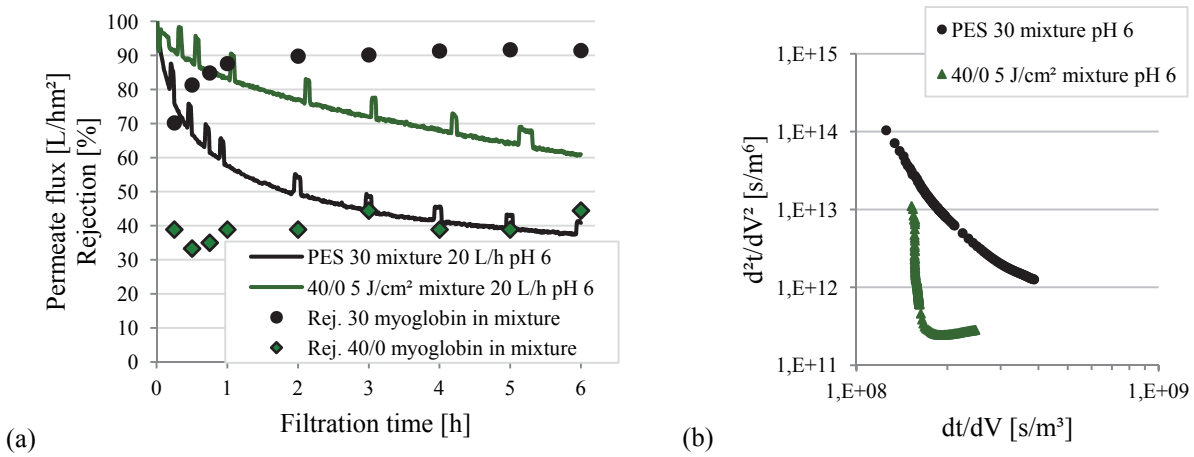 Permeate flux [L/hm²]
Rejection [%]
100
90
80
70
60
50
40
30
20
10
0
0 1 2 3 4 5 6
Filtration time [h]
PES 30 mixture 20 L/h pH 6
40/0 5 J/cm² mixture 20 L/h pH 6
Rej. 30 myoglobin in mixture
Rej. 40/0 myoglobin in mixture
(a)
d²t/dV² [s/m⁶]
1,E+15
1,E+14
1,E+13
1,E+12
1,E+11
1,E+08 1,E+09
dt/dV [s/m³]
PES 30 mixture pH 6
40/0 5 J/cm² mixture pH 6
(b)